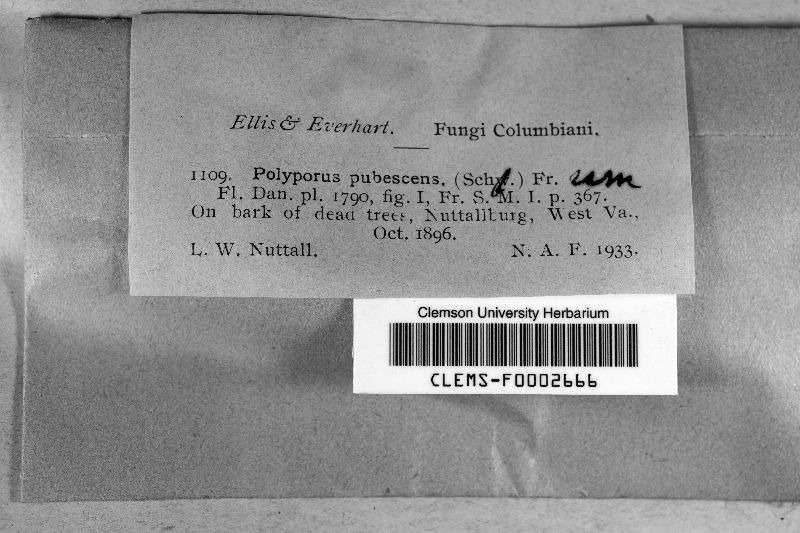 Ellis & Everhart. Fungi Columbiani.
1109. Polyporus pubescens. (Schw.) Fr.
Fl. Dan. pl. 1790, fig. I, Fr. S. M. I. p. 367.
On bark of dead trees, Nuttallburg, West Va.,
Oct. 1896.
L. W. Nuttall. N. A. F. 1933.
Clemson University Herbarium
CLEMS-F0002666